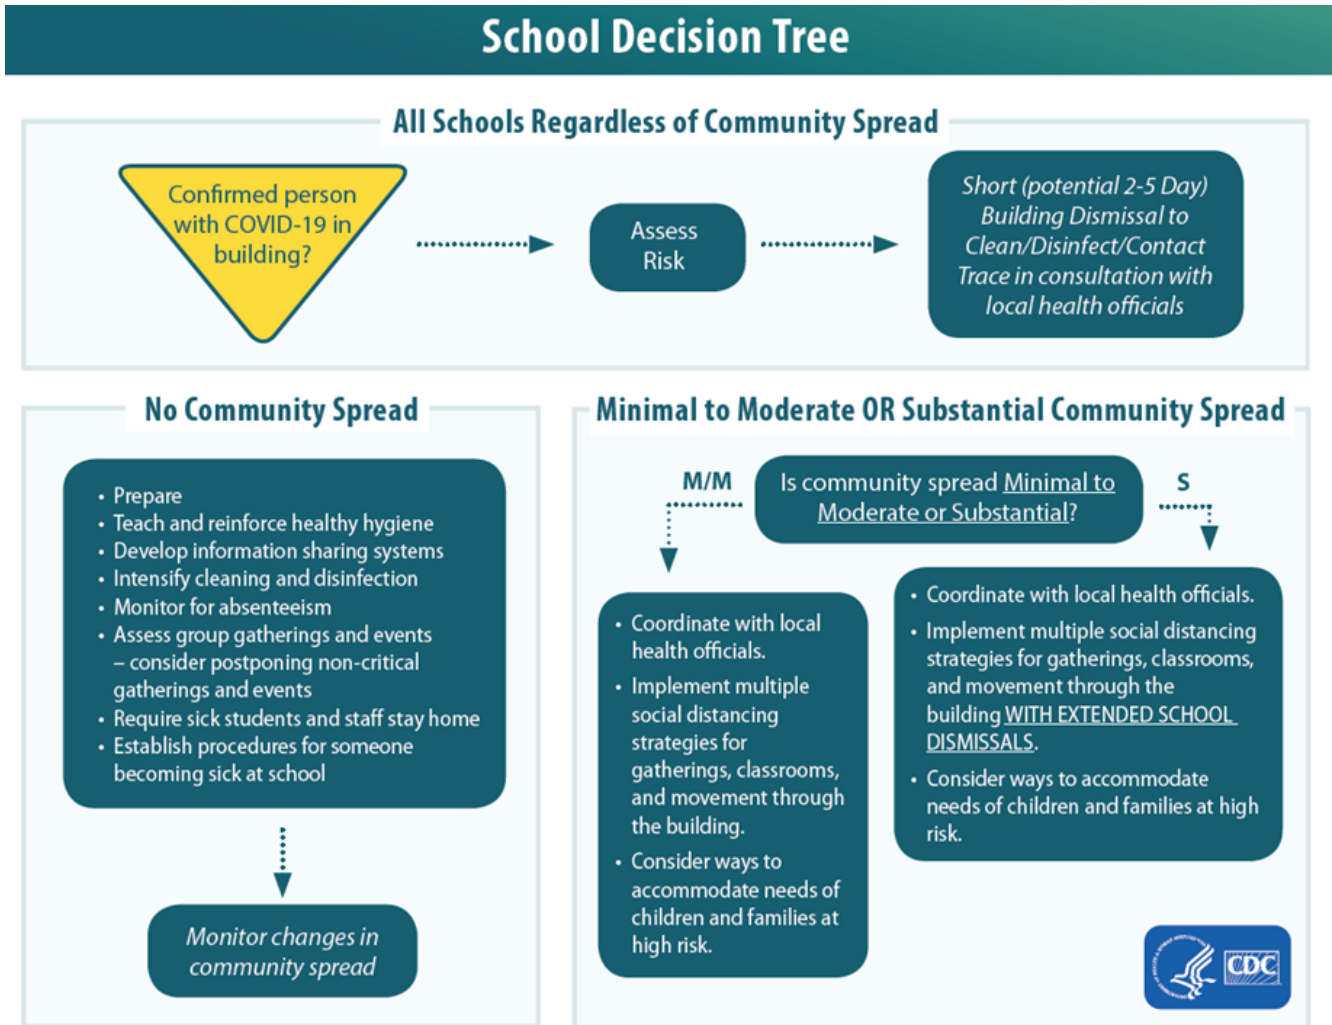 School Decision Tree
All Schools Regardless of Community Spread
Confirmed person
with COVID-19 in
building?
Assess
Risk
Short (potential 2-5 Day)
Building Dismissal to
Clean/Disinfect/Contact
Trace in consultation with
local health officials
No Community Spread
• Prepare
• Teach and reinforce healthy hygiene
• Develop information sharing systems
• Intensify cleaning and disinfection
• Monitor for absenteeism
• Assess group gatherings and events
– consider postponing non-critical
gatherings and events
• Require sick students and staff stay home
• Establish procedures for someone
becoming sick at school
Monitor changes in
community spread
Minimal to Moderate OR Substantial Community Spread
M/M
Is community spread Minimal to
Moderate or Substantial?
S
• Coordinate with local
health officials.
• Implement multiple
social distancing
strategies for
gatherings, classrooms,
and movement through
the building.
• Consider ways to
accommodate needs of
children and families at
high risk.
• Coordinate with local health officials.
• Implement multiple social distancing
strategies for gatherings, classrooms,
and movement through the
building WITH EXTENDED SCHOOL
DISMISSALS.
• Consider ways to accommodate
needs of children and families at high
risk.
CDC